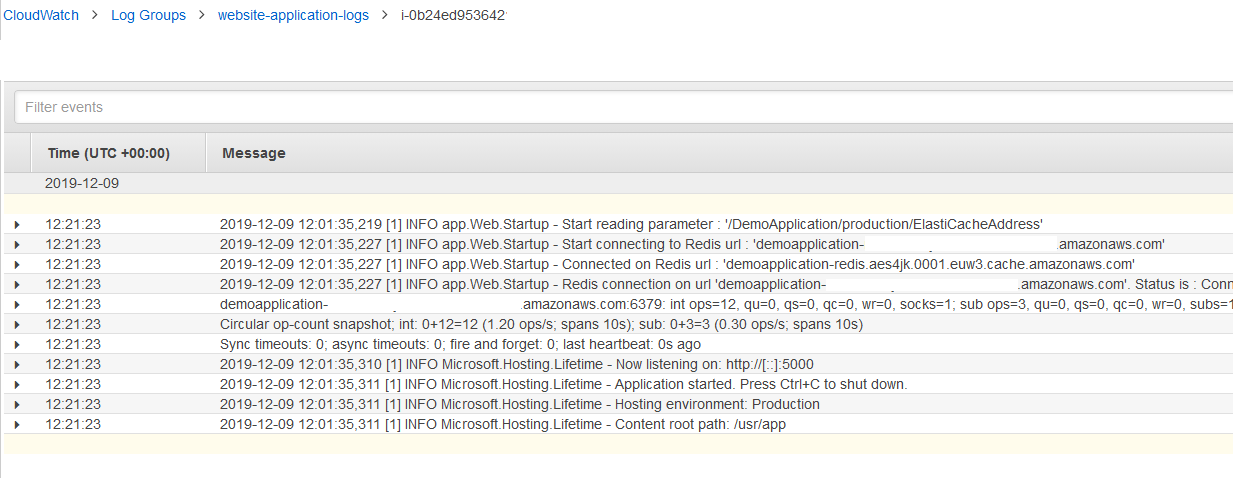 CloudWatch > Log Groups > website-application-logs > i-0b24ed953642
Filter events
Time (UTC +00:00) Message
2019-12-09
12:21:23 2019-12-09 12:01:35,219 [1] INFO app.Web.Startup - Start reading parameter : '/DemoApplication/production/ElastiCacheAddress'
12:21:23 2019-12-09 12:01:35,227 [1] INFO app.Web.Startup - Start connecting to Redis url : 'demoapplication- .amazonaws.com'
12:21:23 2019-12-09 12:01:35,227 [1] INFO app.Web.Startup - Connected on Redis url : 'demoapplication-redis.aes4jk.0001.euw3.cache.amazonaws.com'
12:21:23 2019-12-09 12:01:35,227 [1] INFO app.Web.Startup - Redis connection on url 'demoapplication- .amazonaws.com'. Status is : Conn
12:21:23 demoapplication- .amazonaws.com:6379: int ops=12, qu=0, qs=0, qc=0, wr=0, socks=1; sub ops=3, qu=0, qs=0, qc=0, wr=0, subs=1
12:21:23 Circular op-count snapshot; int: 0+12=12 (1.20 ops/s; spans 10s); sub: 0+3=3 (0.30 ops/s; spans 10s)
12:21:23 Sync timeouts: 0; async timeouts: 0; fire and forget: 0; last heartbeat: 0s ago
12:21:23 2019-12-09 12:01:35,310 [1] INFO Microsoft.Hosting.Lifetime - Now listening on: http://[::]:5000
12:21:23 2019-12-09 12:01:35,311 [1] INFO Microsoft.Hosting.Lifetime - Application started. Press Ctrl+C to shut down.
12:21:23 2019-12-09 12:01:35,311 [1] INFO Microsoft.Hosting.Lifetime - Hosting environment: Production
12:21:23 2019-12-09 12:01:35,311 [1] INFO Microsoft.Hosting.Lifetime - Content root path: /usr/app